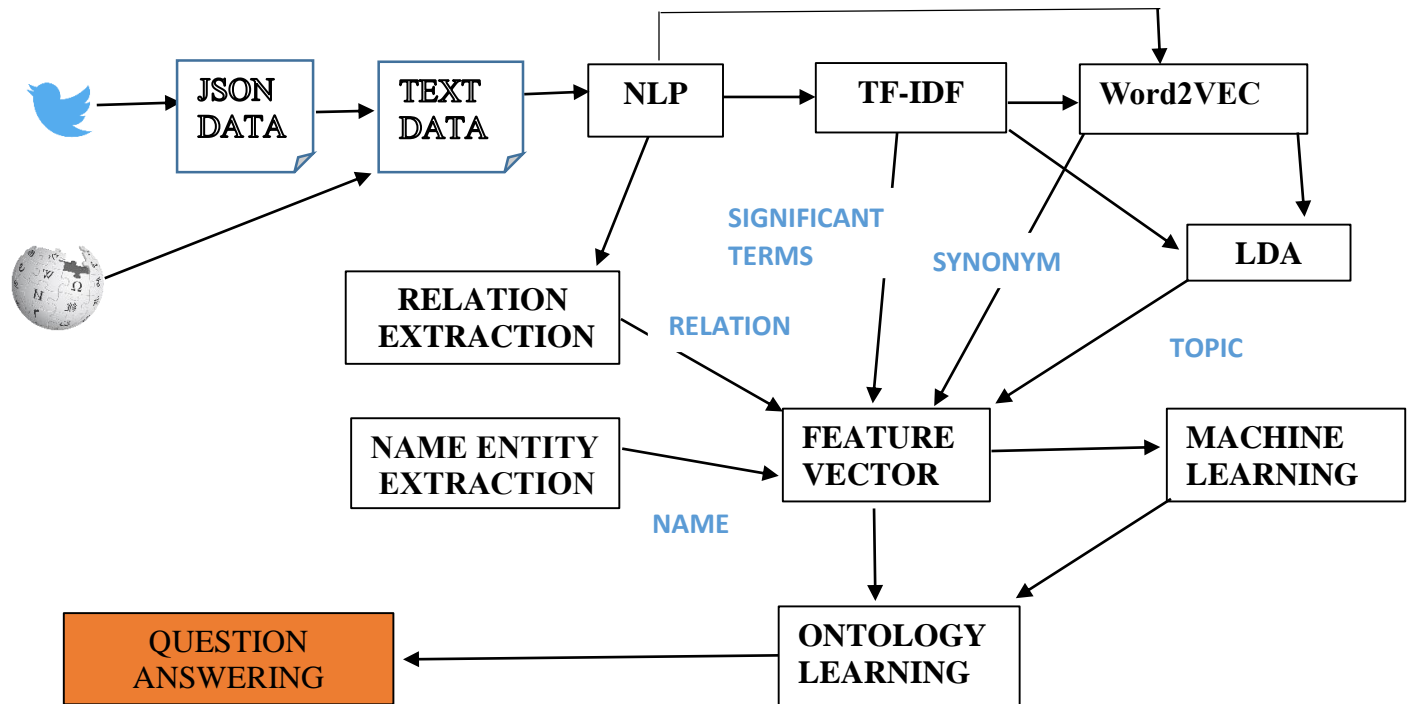 JSON
DATA
TEXT
DATA
NLP
TF-IDF
Word2VEC
SIGNIFICANT
TERMS
SYNONYM
LDA
RELATION
EXTRACTION
RELATION
TOPIC
NAME ENTITY
EXTRACTION
FEATURE
VECTOR
MACHINE
LEARNING
NAME
QUESTION
ANSWERING
ONTOLOGY
LEARNING